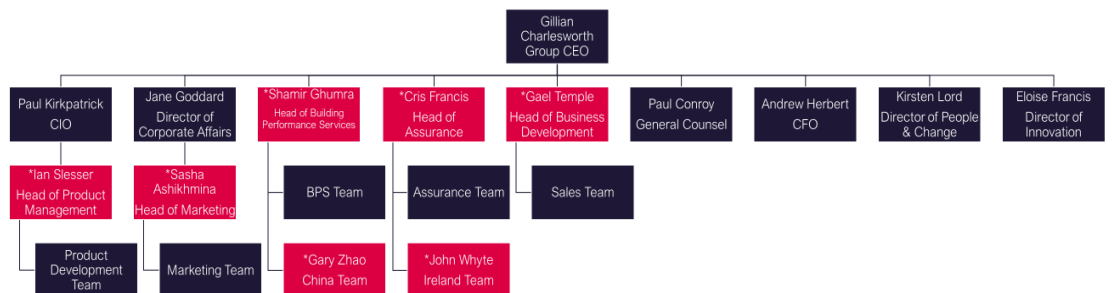 Gillian
Charlesworth
Group CEO
Paul Kirkpatrick
CIO
Jane Goddard
Director of
Corporate Affairs
*Shamir Ghumra
Head of Building
Performance Services
*Cris Francis
Head of
Assurance
*Gael Temple
Head of Business
Development
Paul Conroy
General Counsel
Andrew Herbert
CFO
Kirsten Lord
Director of People
& Change
Eloise Francis
Director of
Innovation
*Ian Slesser
Head of Product
Management
*Sasha
Ashikhmina
Head of Marketing
BPS Team
Assurance Team
Sales Team
Product
Development
Team
Marketing Team
*Gary Zhao
China Team
*John Whyte
Ireland Team